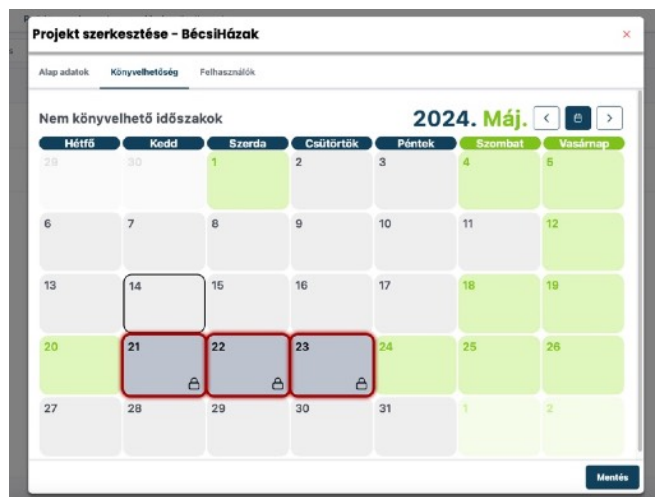 Projekt szerkesztése - BécsiHázak
Alap adatok Könyvelhetőség Felhasználók
Nem könyvelhető időszakok 2024. Máj.
Hétfő Kedd Szerda Csütörtök Péntek Szombat Vasárnap
29 30 1 2 3 4 5
6 7 8 9 10 11 12
13 14 15 16 17 18 19
20 21 22 23 24 25 26
27 28 29 30 31 1 2
Mentés